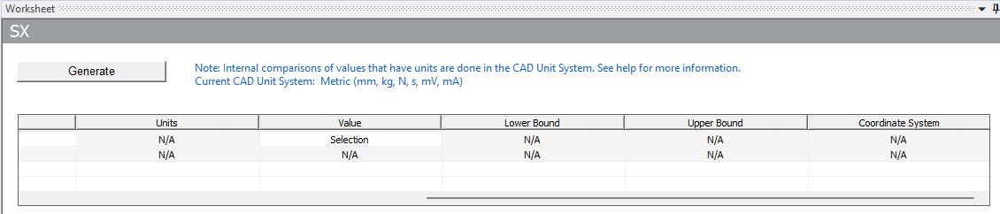 Worksheet
SX
Generate
Note: Internal comparisons of values that have units are done in the CAD Unit System. See help for more information.
Current CAD Unit System:  Metric (mm, kg, N, s, mV, mA)
Units Value Lower Bound Upper Bound Coordinate System
N/A Selection N/A N/A N/A
N/A N/A N/A N/A N/A